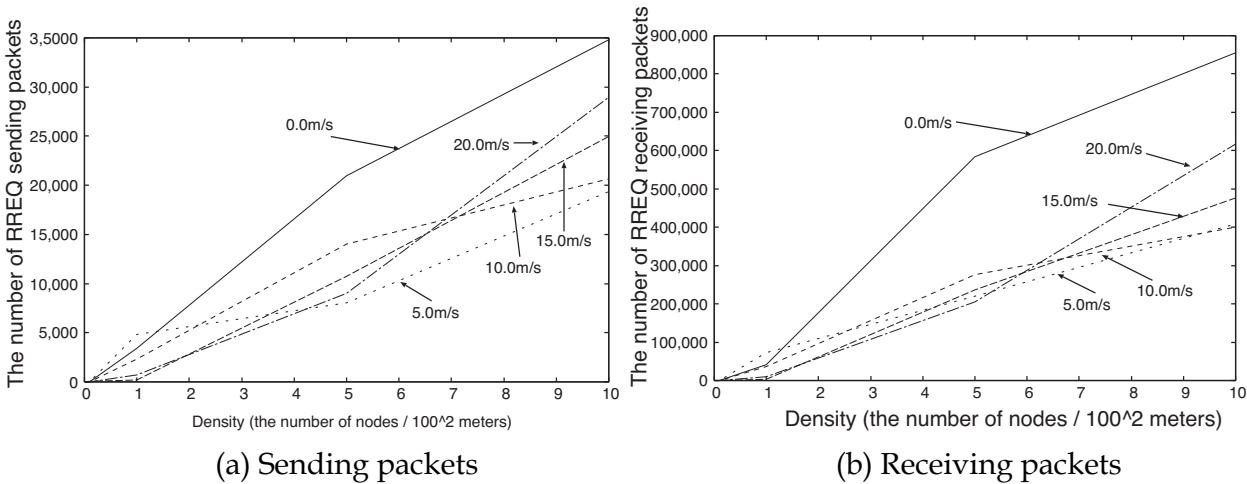 The number of RREQ sending packets
3,5000
30,000
25,000
20,000
15,000
10,000
5,000
0
0 1 2 3 4 5 6 7 8 9 10
0.0m/s
20.0m/s
15.0m/s
10.0m/s
5.0m/s
Density (the number of nodes / 100^2 meters)
(a) Sending packets
The number of RREQ receiving packets
900,000
800,000
700,000
600,000
500,000
400,000
300,000
200,000
100,000
0
0 1 2 3 4 5 6 7 8 9 10
0.0m/s
20.0m/s
15.0m/s
10.0m/s
5.0m/s
Density (the number of nodes / 100^2 meters)
(b) Receiving packets